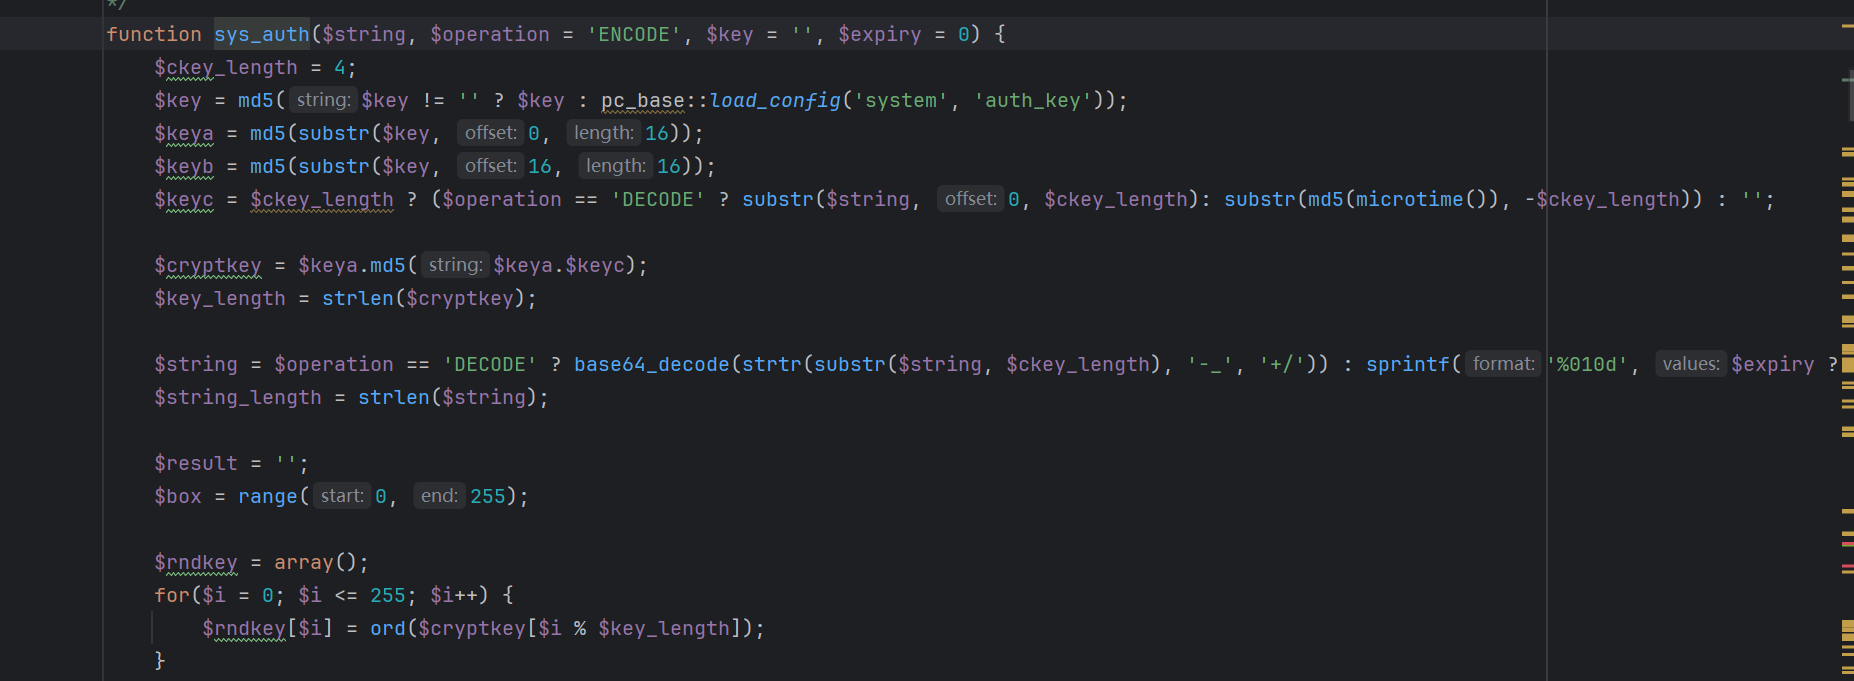 */
function sys_auth($string, $operation = 'ENCODE', $key = '', $expiry = 0) {
$ckey_length = 4;
$key = md5( string: $key != '' ? $key : pc_base::load_config('system', 'auth_key'));
$keya = md5(substr($key, offset: 0, length: 16));
$keyb = md5(substr($key, offset: 16, length: 16));
$keyc = $ckey_length ? ($operation == 'DECODE' ? substr($string, offset: 0, $ckey_length): substr(md5(microtime()), -$ckey_length)) : '';
$cryptkey = $keya.md5( string: $keya.$keyc);
$key_length = strlen($cryptkey);
$string = $operation == 'DECODE' ? base64_decode(strtr(substr($string, $ckey_length), '-_', '+/')) : sprintf( format: '%010d', values: $expiry ?
$string_length = strlen($string);
$result = '';
$box = range( start: 0, end: 255);
$rndkey = array();
for($i = 0; $i <= 255; $i++) {
$rndkey[$i] = ord($cryptkey[$i % $key_length]);
}